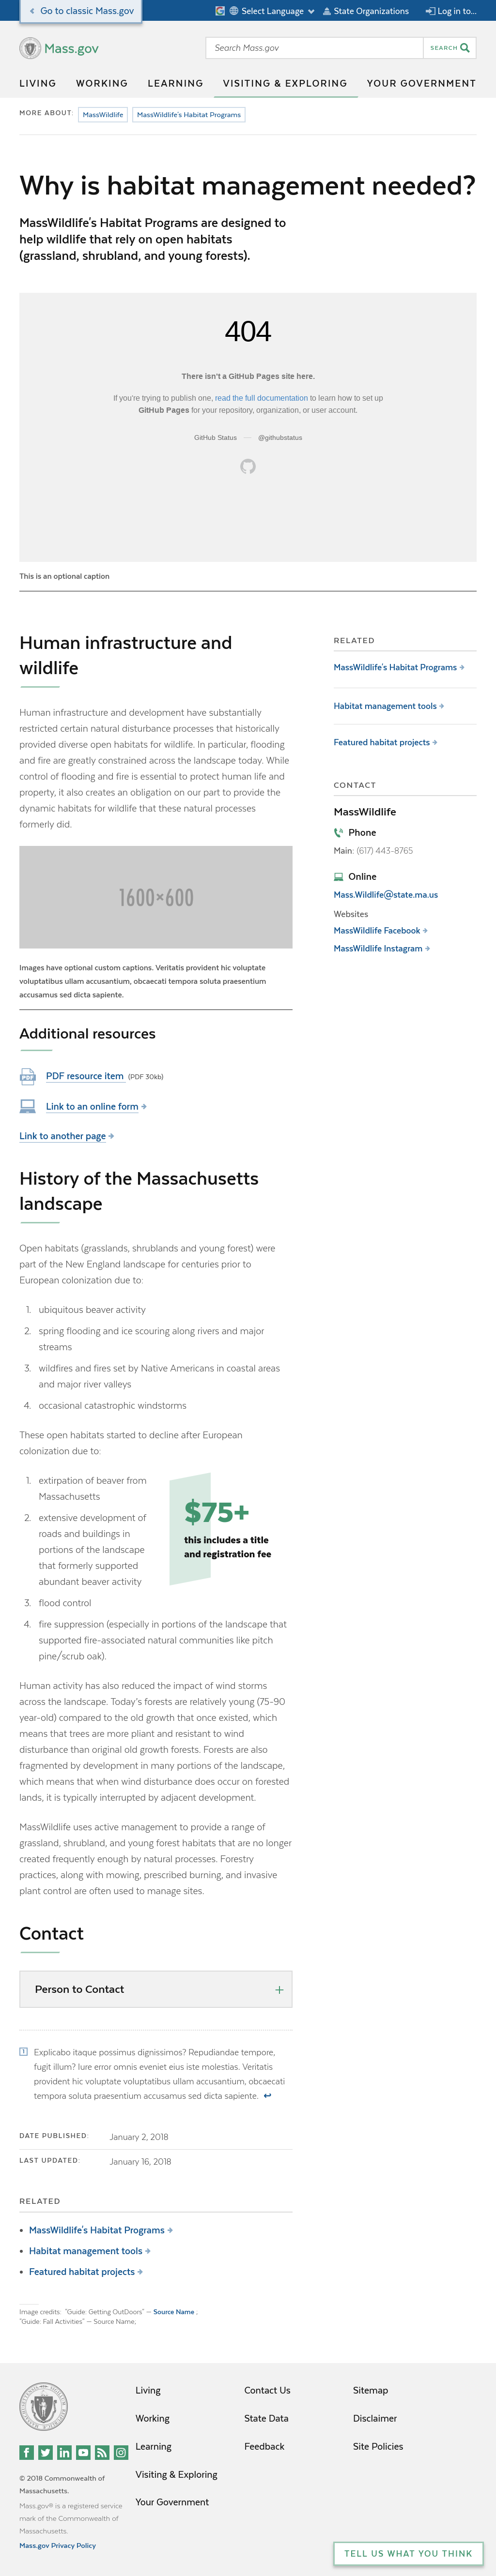 Go to classic Mass.gov
Select Language
State Organizations
Log in to...
Mass.gov
Search Mass.gov
SEARCH
LIVING
WORKING
LEARNING
VISITING & EXPLORING
YOUR GOVERNMENT
MORE ABOUT:
MassWildlife
MassWildlife's Habitat Programs
Why is habitat management needed?
MassWildlife's Habitat Programs are designed to
help wildlife that rely on open habitats
(grassland, shrubland, and young forests).
404
There isn't a GitHub Pages site here.
If you're trying to publish one, read the full documentation to learn how to set up
GitHub Pages for your repository, organization, or user account.
GitHub Status — @githubstatus
This is an optional caption
Human infrastructure and
wildlife
Human infrastructure and development have substantially
restricted certain natural disturbance processes that historically
provided diverse open habitats for wildlife. In particular, flooding
and fire are greatly constrained across the landscape today. While
control of flooding and fire is essential to protect human life and
property, it also creates an obligation on our part to provide the
dynamic habitats for wildlife that these natural processes
formerly did.
1600×600
Images have optional custom captions. Veritatis provident hic voluptate
voluptatibus ullam accusantium, obcaecati tempora soluta praesentium
accusamus sed dicta sapiente.
Additional resources
PDF
PDF resource item (PDF 30kb)
Link to an online form
Link to another page
History of the Massachusetts
landscape
Open habitats (grasslands, shrublands and young forest) were
part of the New England landscape for centuries prior to
European colonization due to:
1. ubiquitous beaver activity
2. spring flooding and ice scouring along rivers and major
streams
3. wildfires and fires set by Native Americans in coastal areas
and major river valleys
4. occasional catastrophic windstorms
These open habitats started to decline after European
colonization due to:
1. extirpation of beaver from
Massachusetts
2. extensive development of
roads and buildings in
portions of the landscape
that formerly supported
abundant beaver activity
3. flood control
4. fire suppression (especially in portions of the landscape that
supported fire-associated natural communities like pitch
pine/scrub oak).
$75+
this includes a title
and registration fee
Human activity has also reduced the impact of wind storms
across the landscape. Today's forests are relatively young (75-90
year-old) compared to the old growth that once existed, which
means that trees are more pliant and resistant to wind
disturbance than original old growth forests. Forests are also
fragmented by development in many portions of the landscape,
which means that when wind disturbance does occur on forested
lands, it is typically interrupted by adjacent development.
MassWildlife uses active management to provide a range of
grassland, shrubland, and young forest habitats that are no longer
created frequently enough by natural processes. Forestry
practices, along with mowing, prescribed burning, and invasive
plant control are often used to manage sites.
Contact
Person to Contact
1
Explicabo itaque possimus dignissimos? Repudiandae tempore,
fugit illum? Iure error omnis eveniet eius iste molestias. Veritatis
provident hic voluptate voluptatibus ullam accusantium, obcaecati
tempora soluta praesentium accusamus sed dicta sapiente. ↩
DATE PUBLISHED: January 2, 2018
LAST UPDATED: January 16, 2018
RELATED
• MassWildlife's Habitat Programs
• Habitat management tools
• Featured habitat projects
Image credits: "Guide: Getting OutDoors" — Source Name ;
"Guide: Fall Activities" — Source Name;
RELATED
MassWildlife's Habitat Programs
Habitat management tools
Featured habitat projects
CONTACT
MassWildlife
Phone
Main: (617) 443-8765
Online
Mass.Wildlife@state.ma.us
Websites
MassWildlife Facebook
MassWildlife Instagram
© 2018 Commonwealth of
Massachusetts.
Mass.gov® is a registered service
mark of the Commonwealth of
Massachusetts.
Mass.gov Privacy Policy
Living
Working
Learning
Visiting & Exploring
Your Government
Contact Us
State Data
Feedback
Sitemap
Disclaimer
Site Policies
TELL US WHAT YOU THINK